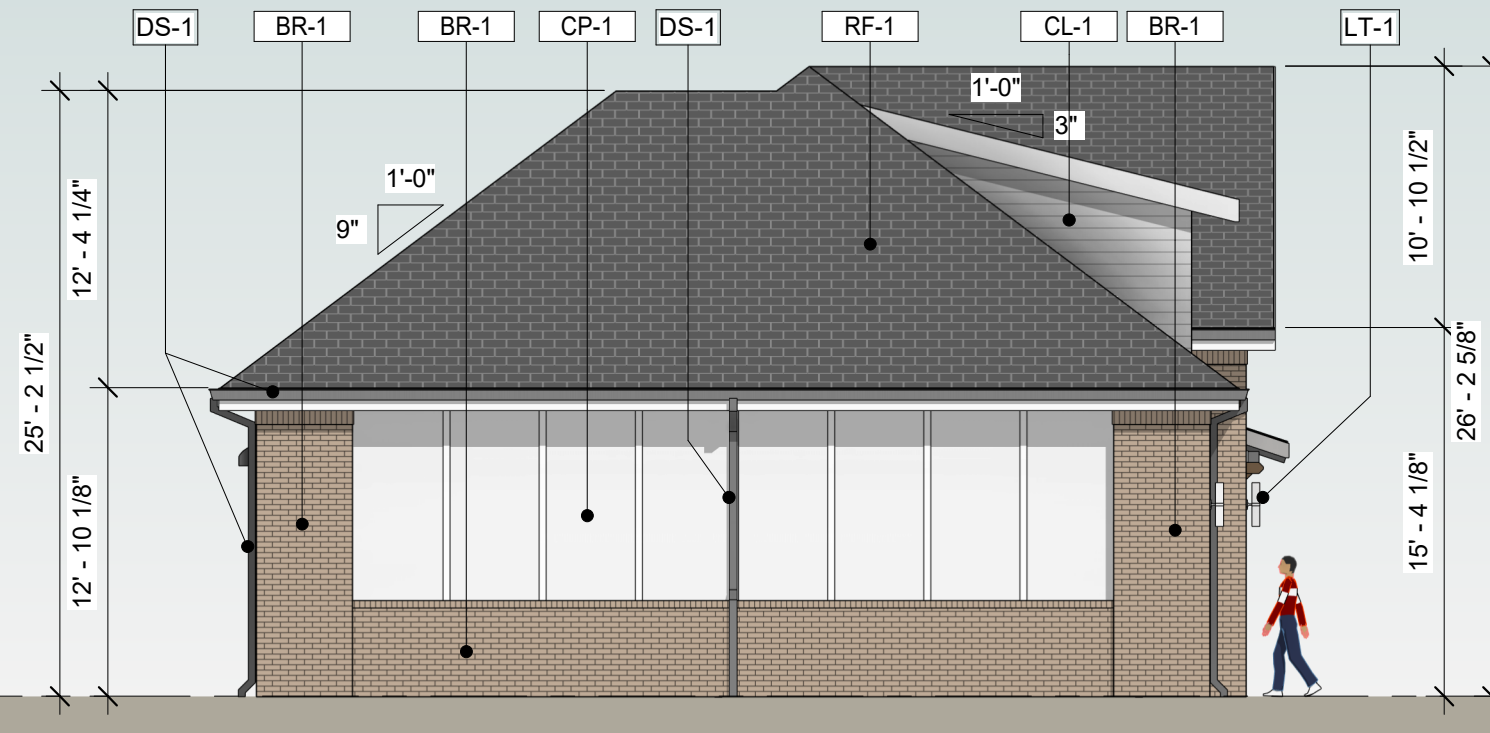 DS-1
BR-1
BR-1
CP-1
DS-1
RF-1
CL-1
BR-1
LT-1
1'-0"
3"
1'-0"
9"
12' - 4 1/4"
25' - 2 1/2"
12' - 10 1/8"
10' - 10 1/2"
26' - 2 5/8"
15' - 4 1/8"